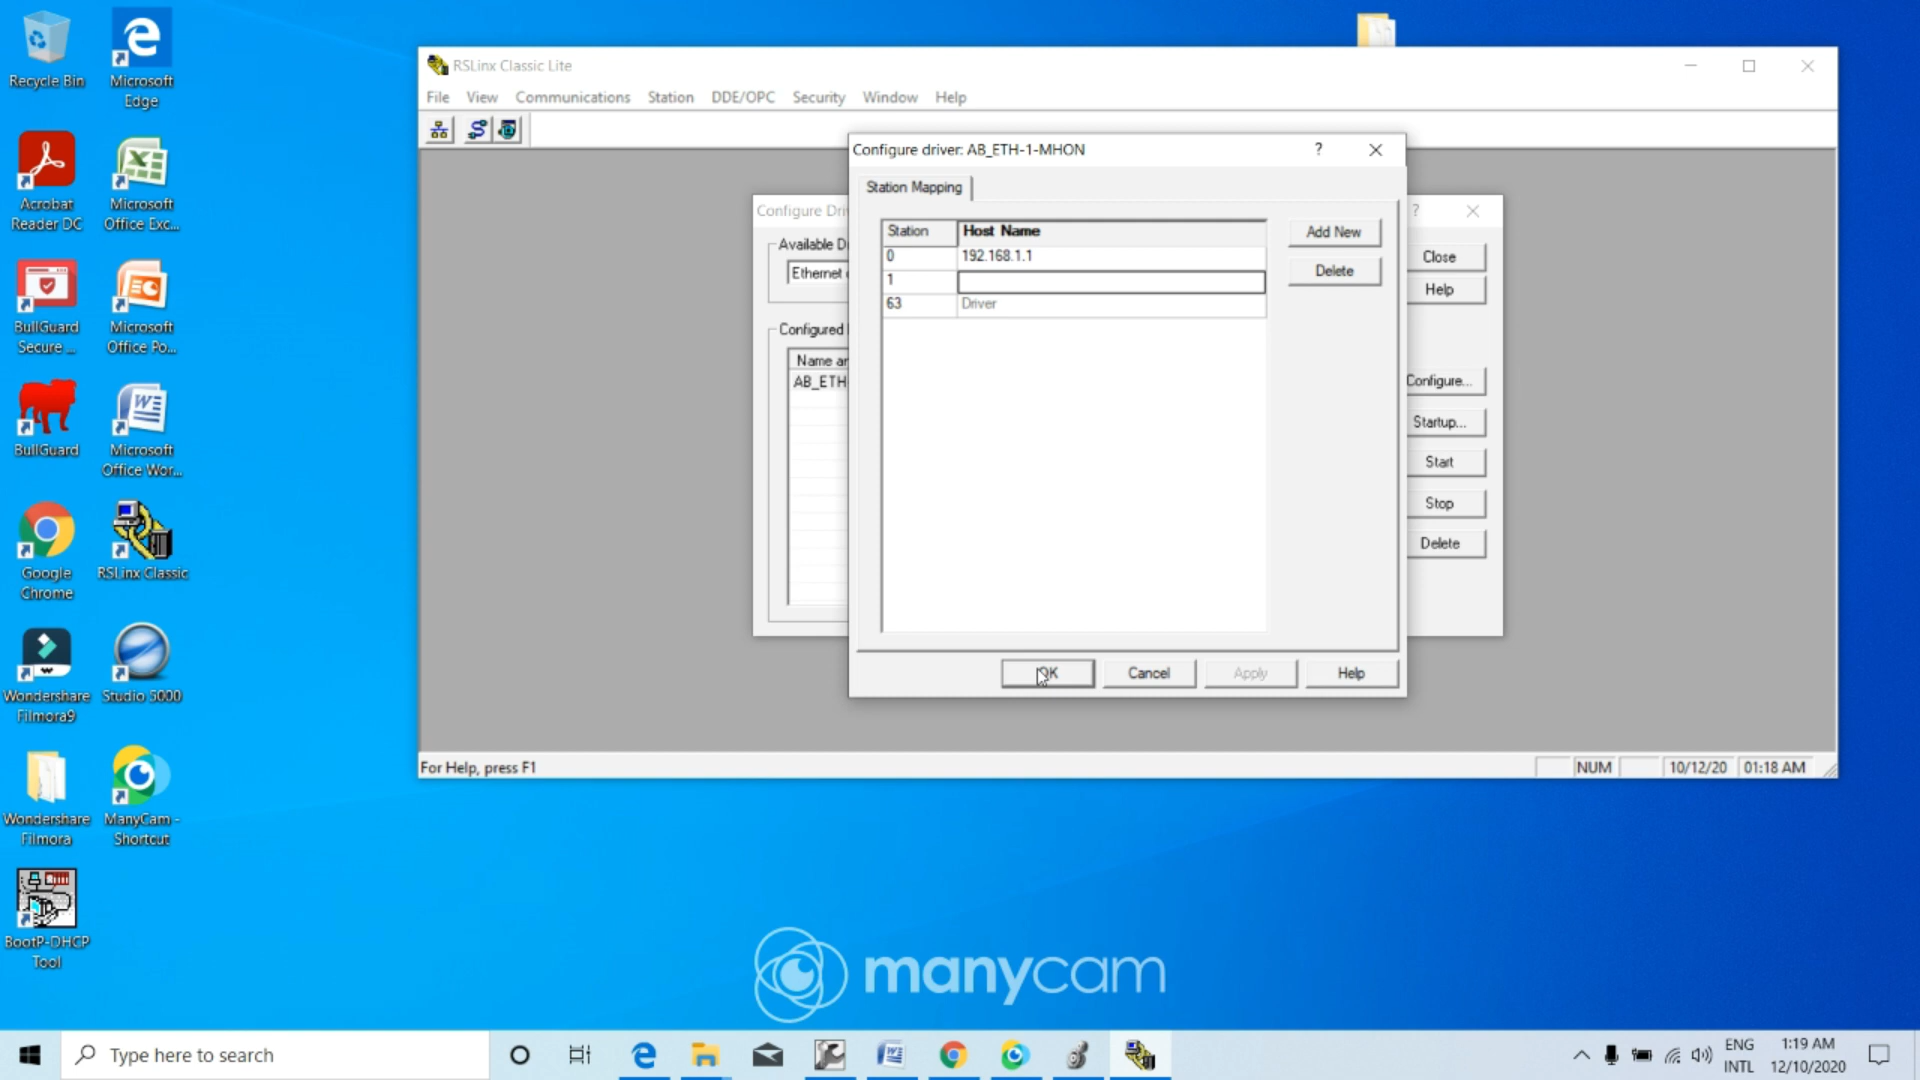 Recycle Bin
Microsoft
Edge
Acrobat
Reader DC
Microsoft
Office Exc...
BullGuard
Secure ...
Microsoft
Office Po...
BullGuard
Microsoft
Office Wor...
Google
Chrome
RSLinx Classic
Wondershare
Filmora9
Studio 5000
Wondershare
Filmora
ManyCam -
Shortcut
BootP-DHCP
Tool
RSLinx Classic Lite
File View Communications Station DDE/OPC Security Window Help
Configure driver: AB_ETH-1-MHON
?
Station Mapping
Station Host Name
0 192.168.1.1
1
63 Driver
Add New
Delete
OK Cancel Apply Help
Configure Dri
?
Available D
Ethernet
Configured
Name an
AB_ETH
Close
Help
Configure...
Startup...
Start
Stop
Delete
For Help, press F1
NUM 10/12/20 01:18 AM
manycam
Type here to search
ENG
INTL
1:19 AM
12/10/2020